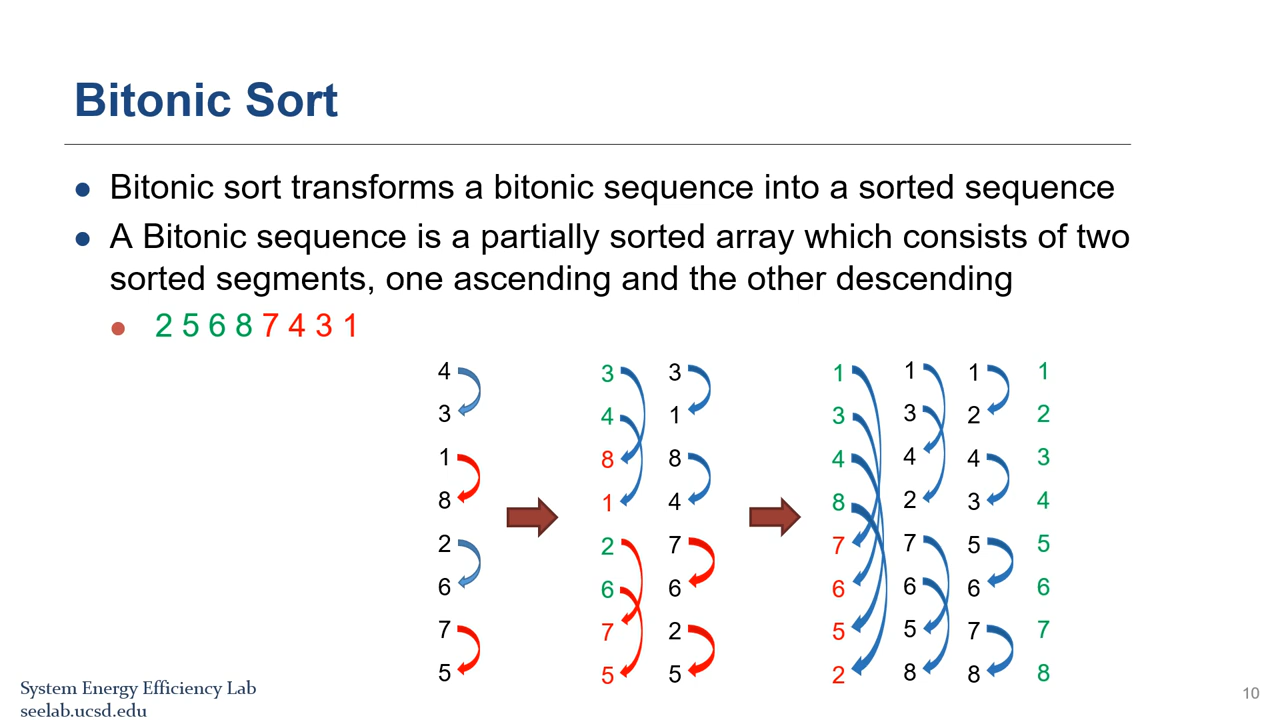 Bitonic Sort
Bitonic sort transforms a bitonic sequence into a sorted sequence
A Bitonic sequence is a partially sorted array which consists of two
sorted segments, one ascending and the other descending
2 5 6 8 7 4 3 1
4 3 3 1 1 1 1
3 4 1 3 3 2 2
1 8 8 4 4 4 3
8 1 4 8 2 3 4
2 2 7 7 7 5 5
6 6 6 6 6 6 6
7 7 2 5 5 7 7
5 5 5 2 8 8 8
System Energy Efficiency Lab
seelab.ucsd.edu
10